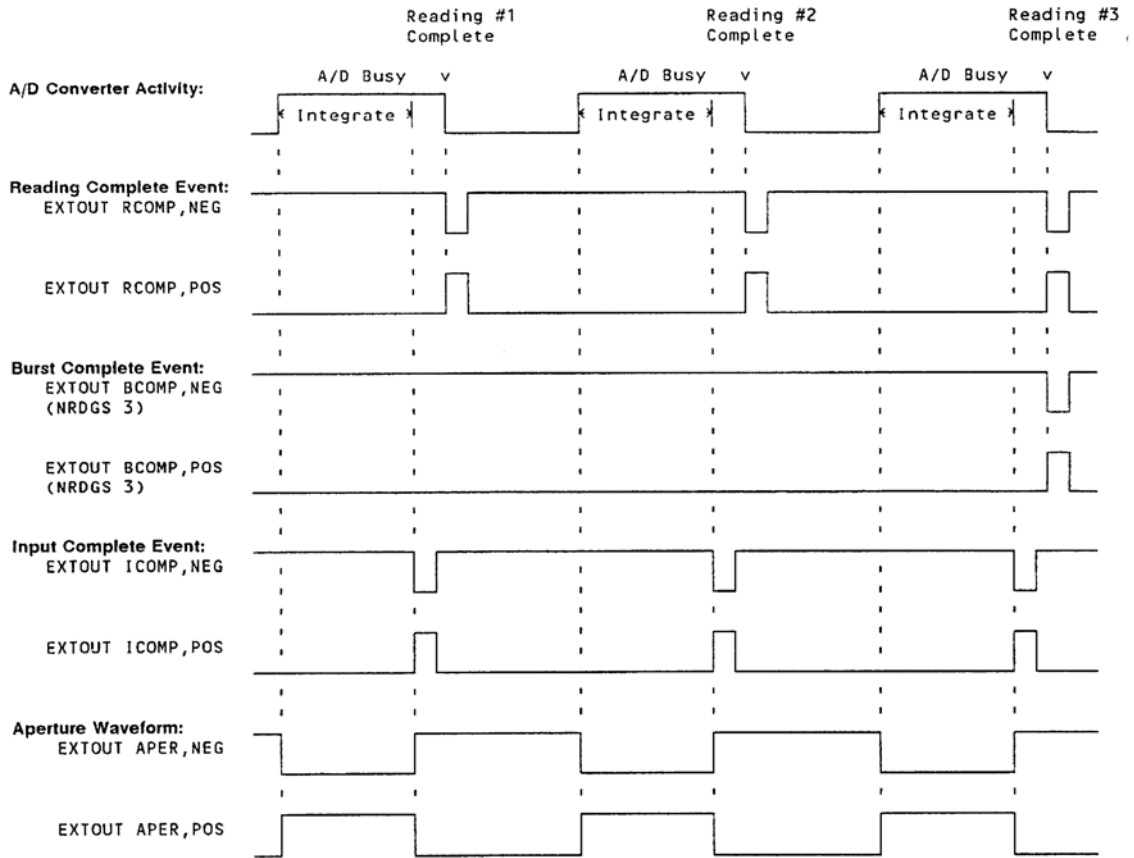 Reading #1
Complete
Reading #2
Complete
Reading #3
Complete
A/D Converter Activity:
A/D Busy v
A/D Busy v
A/D Busy v
Integrate
Integrate
Integrate
Reading Complete Event:
EXTOUT RCOMP,NEG
EXTOUT RCOMP,POS
Burst Complete Event:
EXTOUT BCOMP,NEG
(NRDGS 3)
EXTOUT BCOMP,POS
(NRDGS 3)
Input Complete Event:
EXTOUT ICOMP,NEG
EXTOUT ICOMP,POS
Aperture Waveform:
EXTOUT APER,NEG
EXTOUT APER,POS